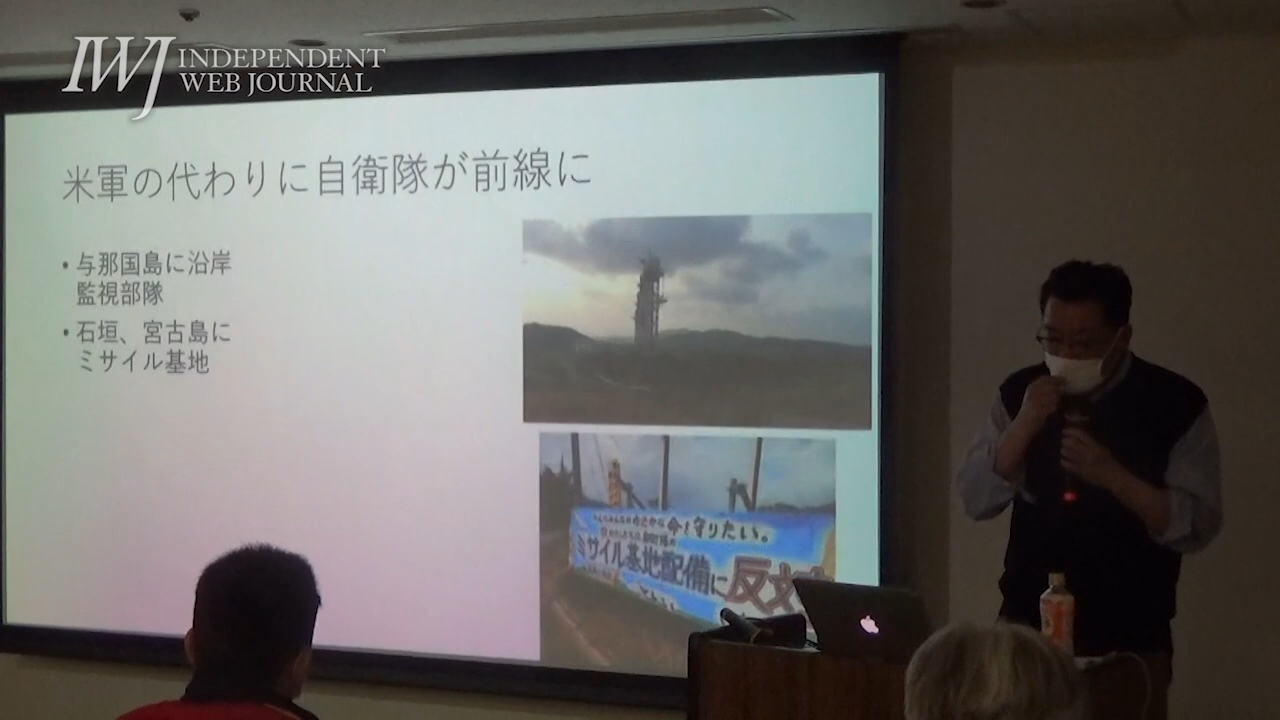 IWJ INDEPENDENT
WEB JOURNAL
米軍の代わりに自衛隊が前線に
• 与那国島に沿岸
監視部隊
• 石垣、宮古島に
ミサイル基地
今!守りたい。
ミサイル基地配備に反対